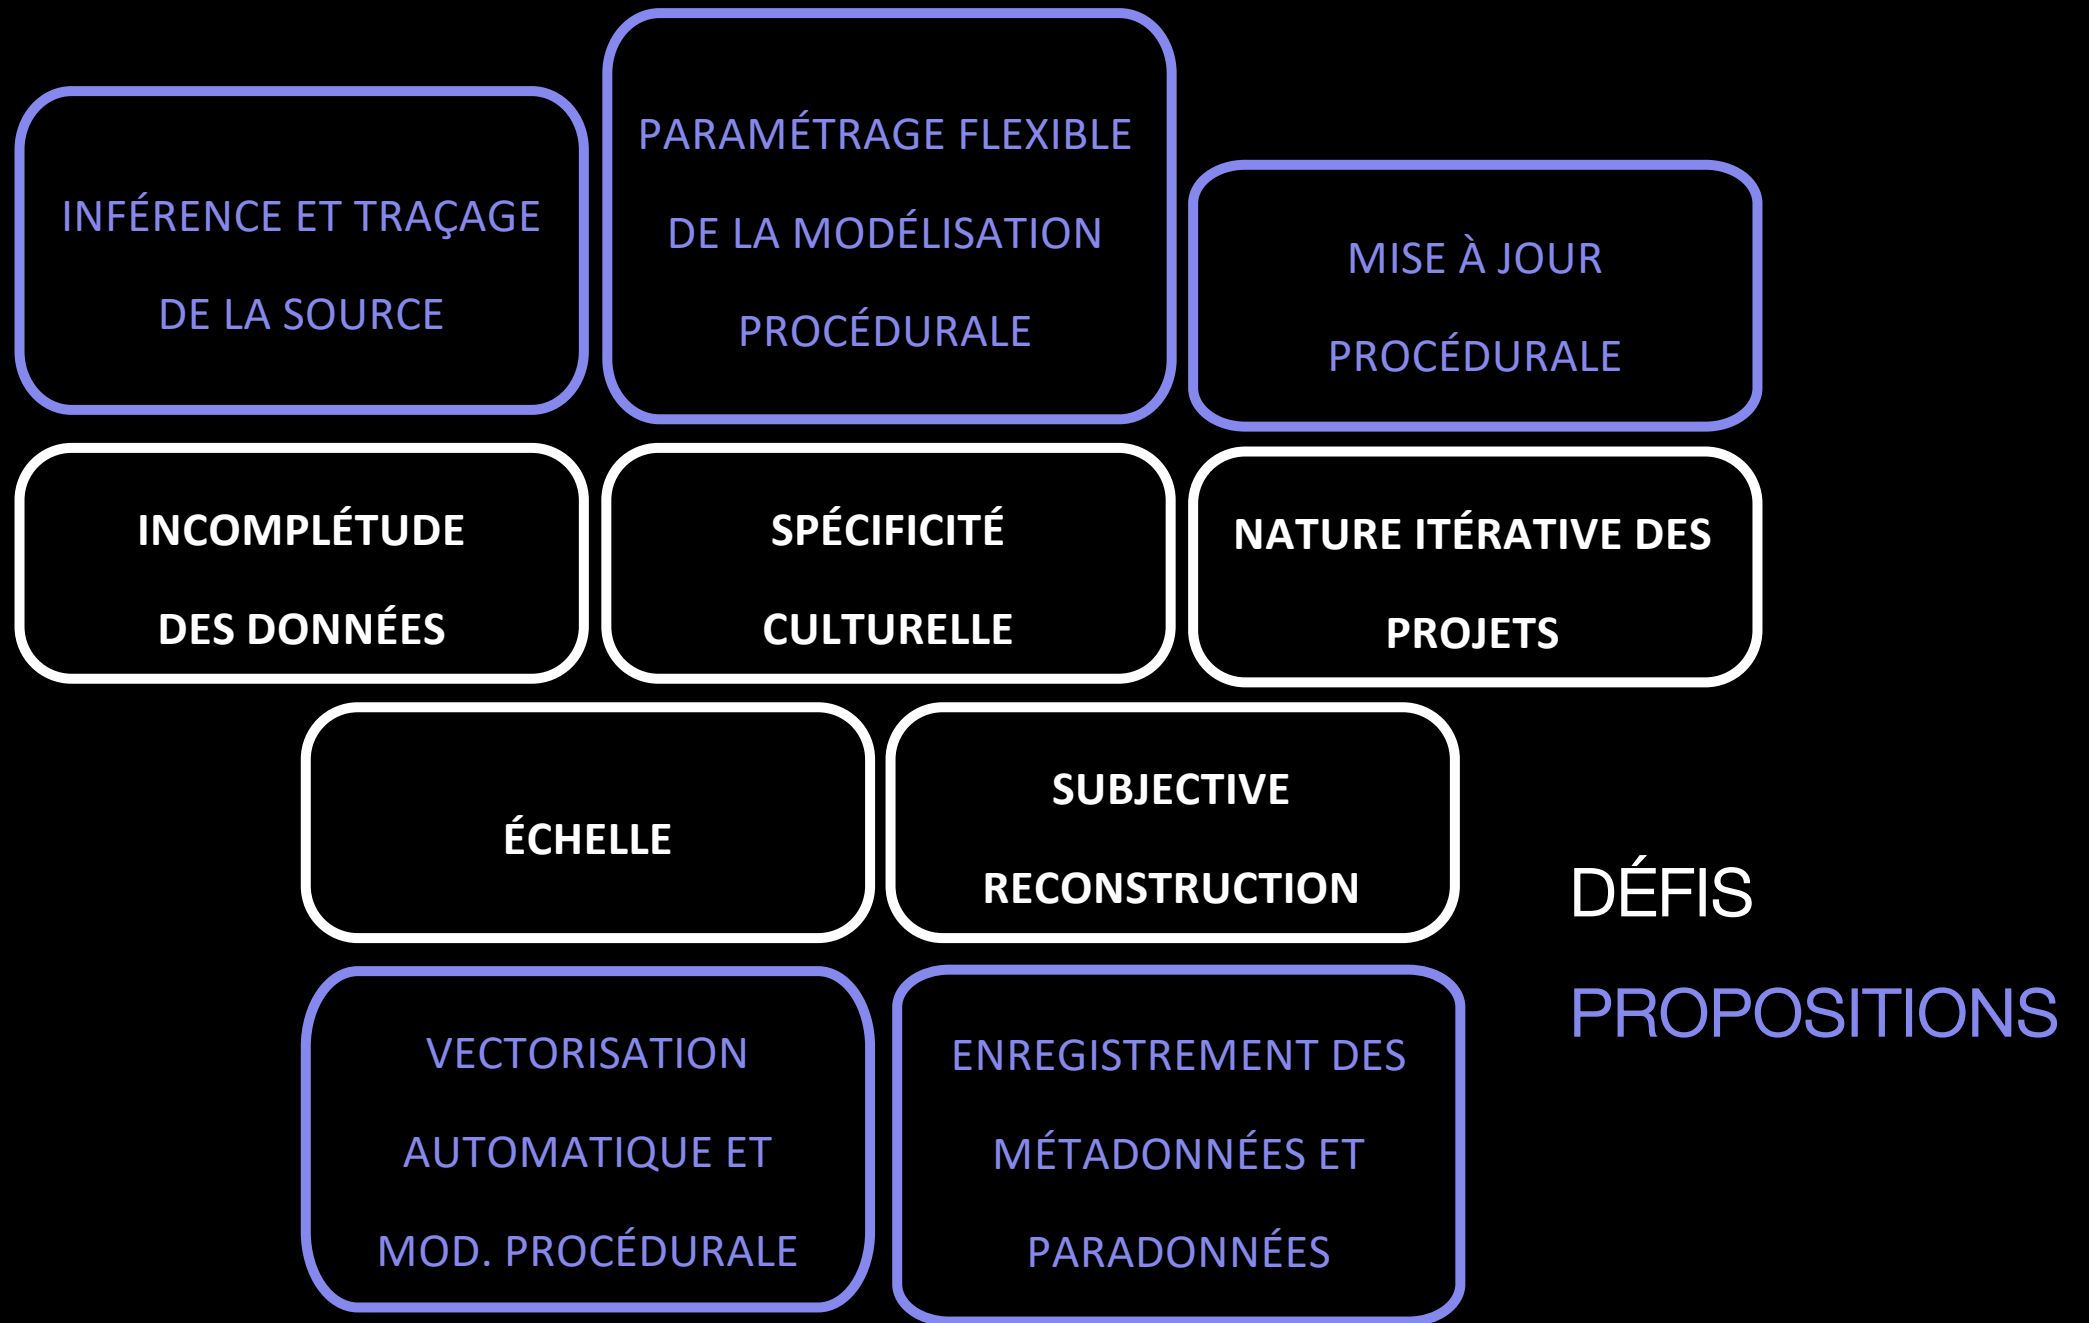 INFÉRENCE ET TRAÇAGE
DE LA SOURCE
PARAMÉTRAGE FLEXIBLE
DE LA MODÉLISATION
PROCÉDURALE
MISE À JOUR
PROCÉDURALE
INCOMPLÉTUDE
DES DONNÉES
SPÉCIFICITÉ
CULTURELLE
NATURE ITÉRATIVE DES
PROJETS
ÉCHELLE
SUBJECTIVE
RECONSTRUCTION
VECTORISATION
AUTOMATIQUE ET
MOD. PROCÉDURALE
ENREGISTREMENT DES
MÉTADONNÉES ET
PARADONNÉES
DÉFIS
PROPOSITIONS